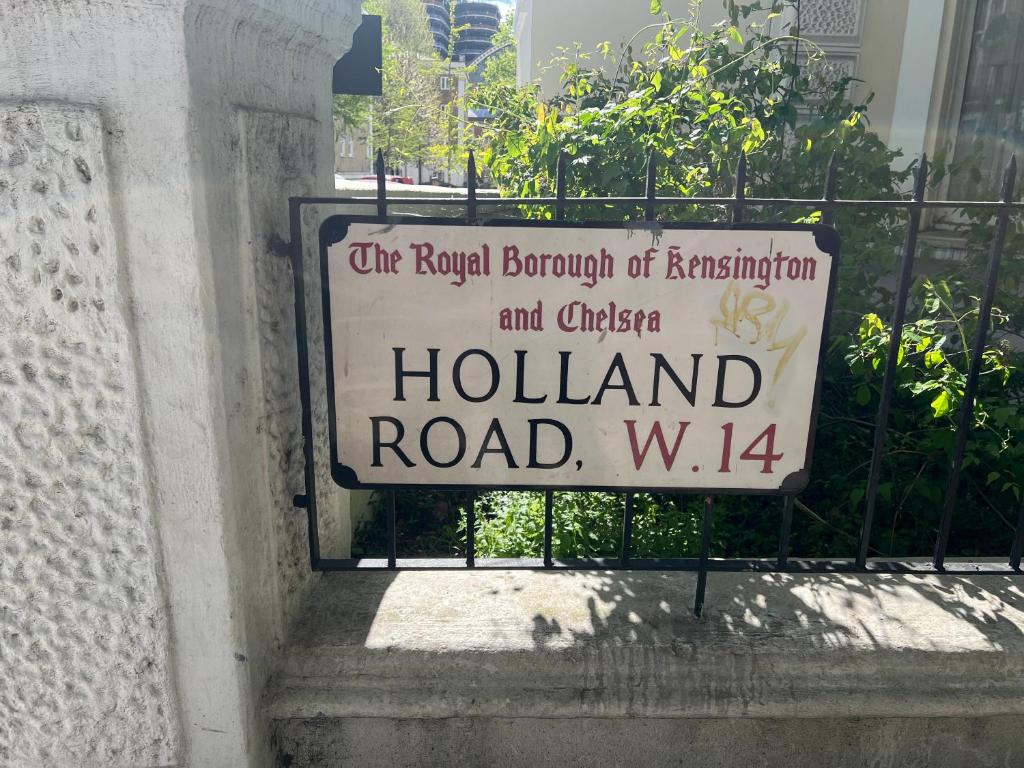 The Royal Borough of Kensington
and Chelsea
HOLLAND
ROAD, W.14